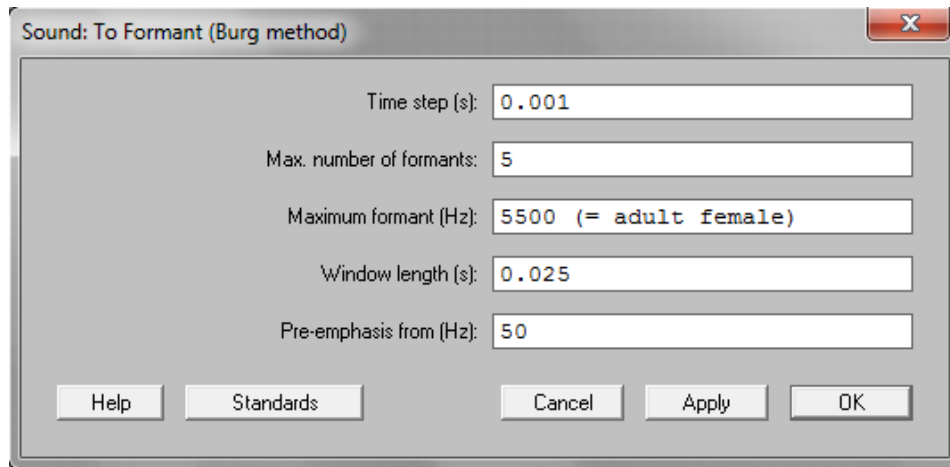 Sound: To Formant (Burg method)
Time step (s): 0.001
Max. number of formants: 5
Maximum formant (Hz): 5500 (= adult female)
Window length (s): 0.025
Pre-emphasis from (Hz): 50
Help Standards Cancel Apply OK